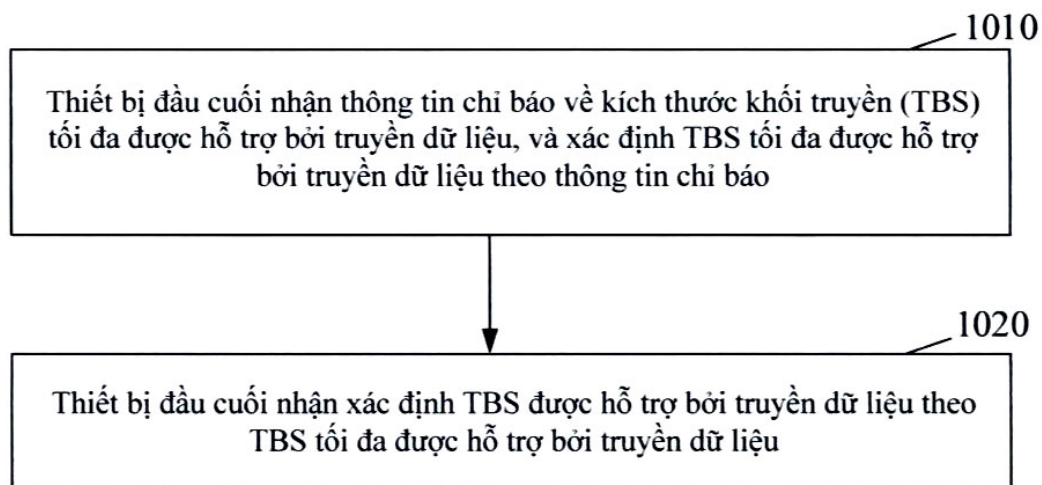 1010
Thiết bị đầu cuối nhận thông tin chỉ báo về kích thước khối truyền (TBS)
tối đa được hỗ trợ bởi truyền dữ liệu, và xác định TBS tối đa được hỗ trợ
bởi truyền dữ liệu theo thông tin chỉ báo
1020
Thiết bị đầu cuối nhận xác định TBS được hỗ trợ bởi truyền dữ liệu theo
TBS tối đa được hỗ trợ bởi truyền dữ liệu